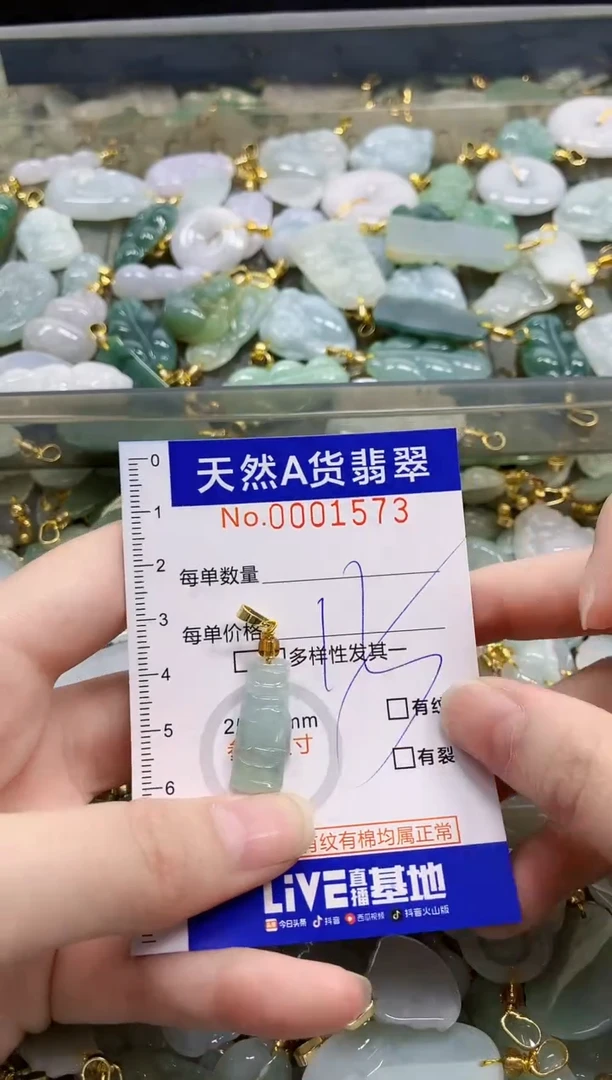 天然A货翡翠
No.0001573
0
1
2
3
4
5
6
每单数量
每单价格
多样性发其一
mm
寸
有纹
有裂
有纹有棉均属正常
LiVE直播基地
今日头条 抖音 西瓜视频 抖音火山版